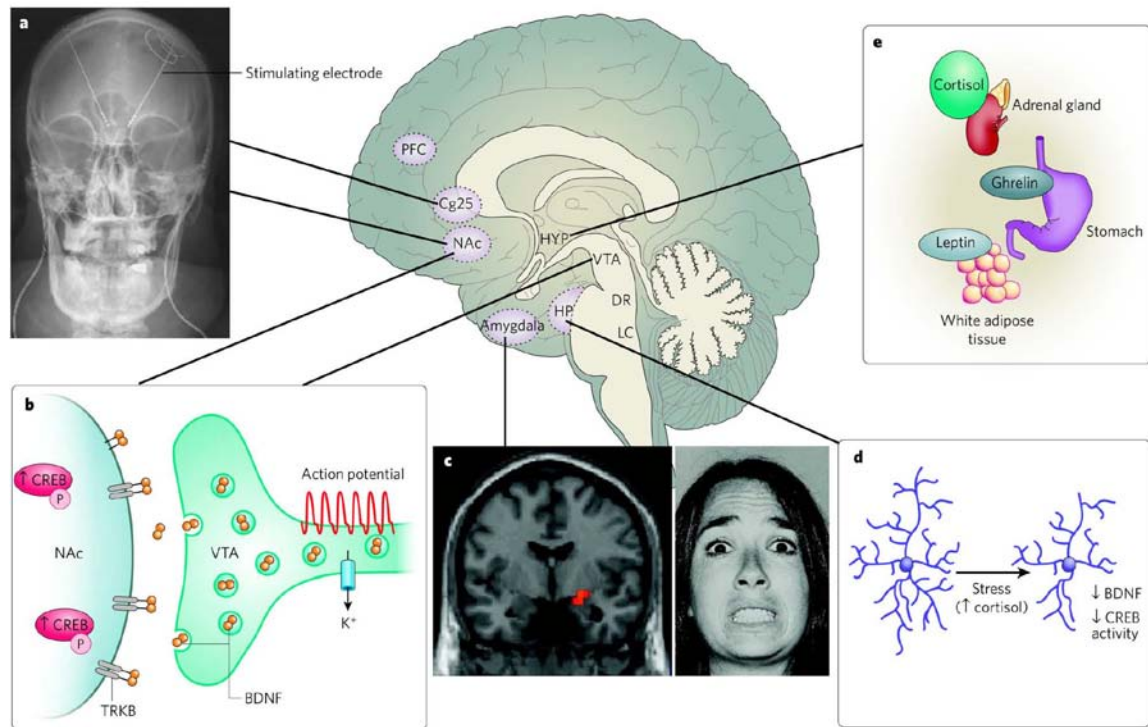 a
Stimulating electrode
PFC
Cg25
NAc
HYP
VTA
DR
LC
HP
Amygdala
e
Cortisol
Adrenal gland
Ghrelin
Stomach
Leptin
White adipose
tissue
b
↑ CREB
P
NAc
↑ CREB
P
TRKB
VTA
Action potential
K⁺
BDNF
c
d
Stress
(↑ cortisol)
↓ BDNF
↓ CREB
activity